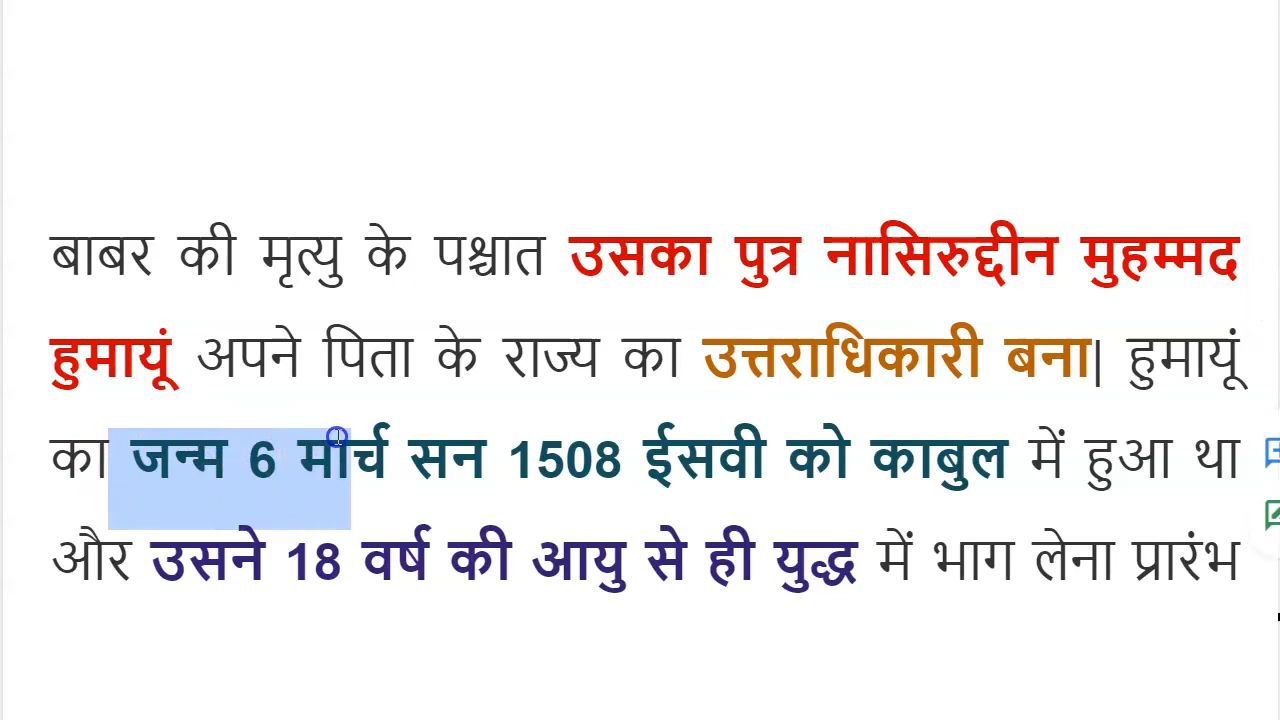 बाबर की मृत्यु के पश्चात उसका पुत्र नासिरुद्दीन मुहम्मद
हुमायूं अपने पिता के राज्य का उत्तराधिकारी बना| हुमायूं
का जन्म 6 मार्च सन 1508 ईसवी को काबुल में हुआ था
और उसने 18 वर्ष की आयु से ही युद्ध में भाग लेना प्रारंभ